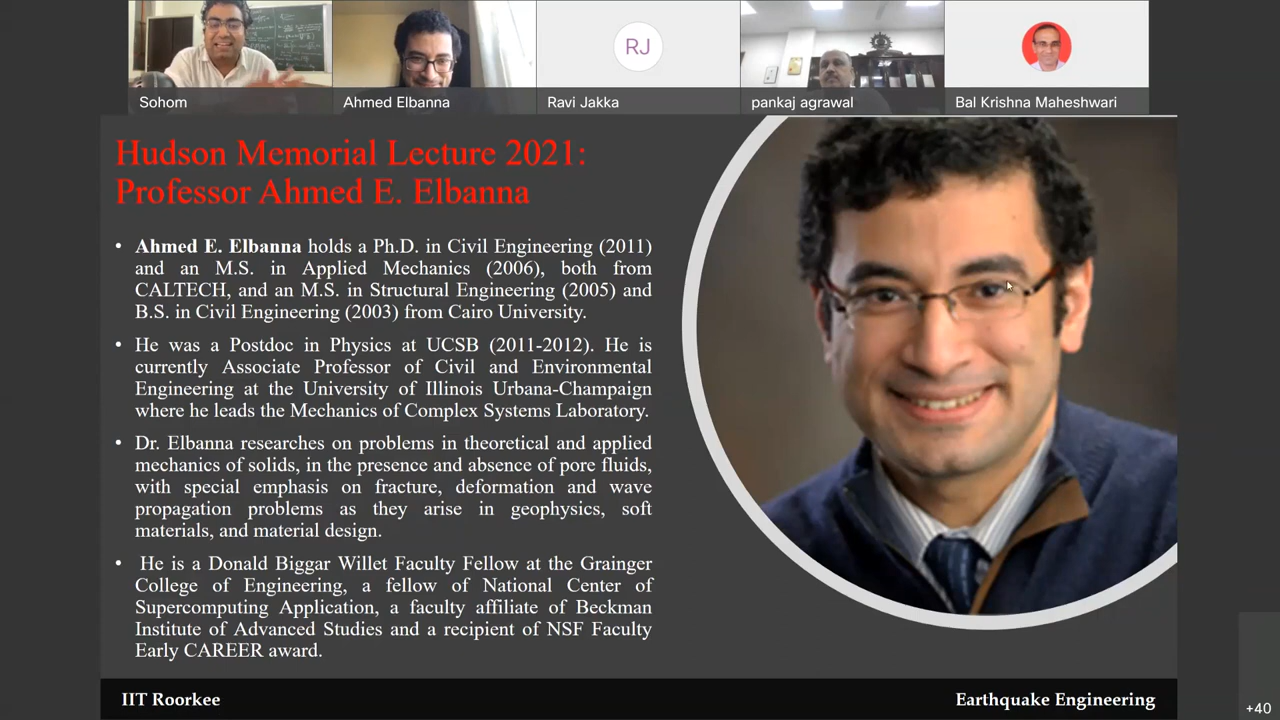 Sohom
Ahmed Elbanna
RJ
Ravi Jakka
pankaj agrawal
Bal Krishna Maheshwari
Hudson Memorial Lecture 2021:
Professor Ahmed E. Elbanna
• Ahmed E. Elbanna holds a Ph.D. in Civil Engineering (2011)
and an M.S. in Applied Mechanics (2006), both from
CALTECH, and an M.S. in Structural Engineering (2005) and
B.S. in Civil Engineering (2003) from Cairo University.
• He was a Postdoc in Physics at UCSB (2011-2012). He is
currently Associate Professor of Civil and Environmental
Engineering at the University of Illinois Urbana-Champaign
where he leads the Mechanics of Complex Systems Laboratory.
• Dr. Elbanna researches on problems in theoretical and applied
mechanics of solids, in the presence and absence of pore fluids,
with special emphasis on fracture, deformation and wave
propagation problems as they arise in geophysics, soft
materials, and material design.
• He is a Donald Biggar Willet Faculty Fellow at the Grainger
College of Engineering, a fellow of National Center of
Supercomputing Application, a faculty affiliate of Beckman
Institute of Advanced Studies and a recipient of NSF Faculty
Early CAREER award.
IIT Roorkee
Earthquake Engineering
+40